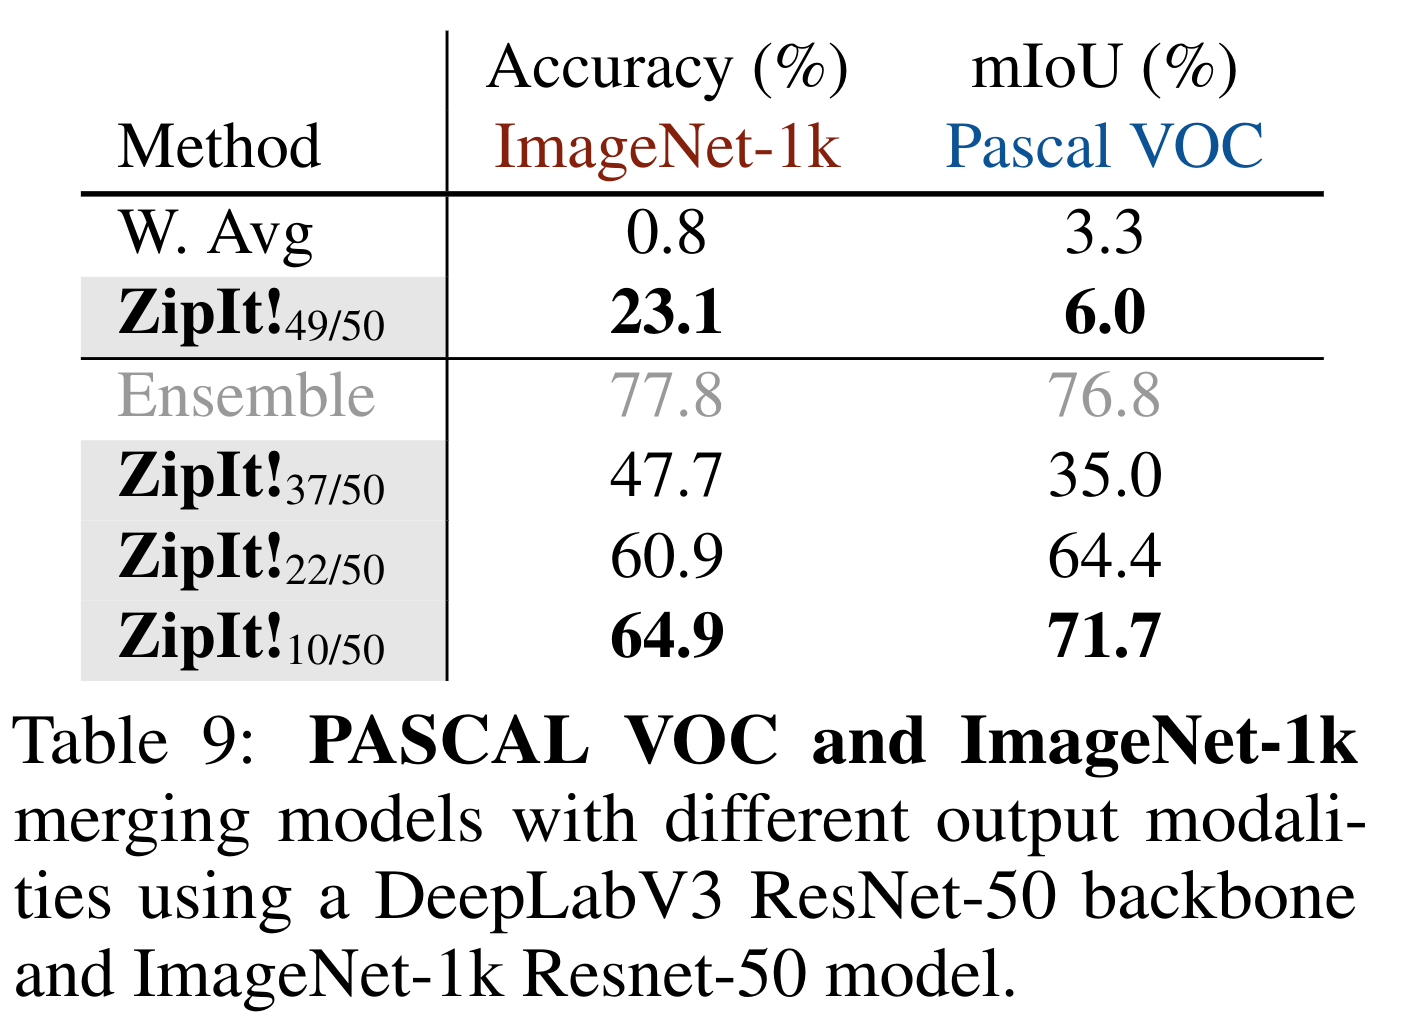 Accuracy (%) mIoU (%)
Method ImageNet-1k Pascal VOC
W. Avg 0.8 3.3
ZipIt!49/50 23.1 6.0
Ensemble 77.8 76.8
ZipIt!37/50 47.7 35.0
ZipIt!22/50 60.9 64.4
ZipIt!10/50 64.9 71.7
Table 9: PASCAL VOC and ImageNet-1k
merging models with different output modali-
ties using a DeepLabV3 ResNet-50 backbone
and ImageNet-1k Resnet-50 model.